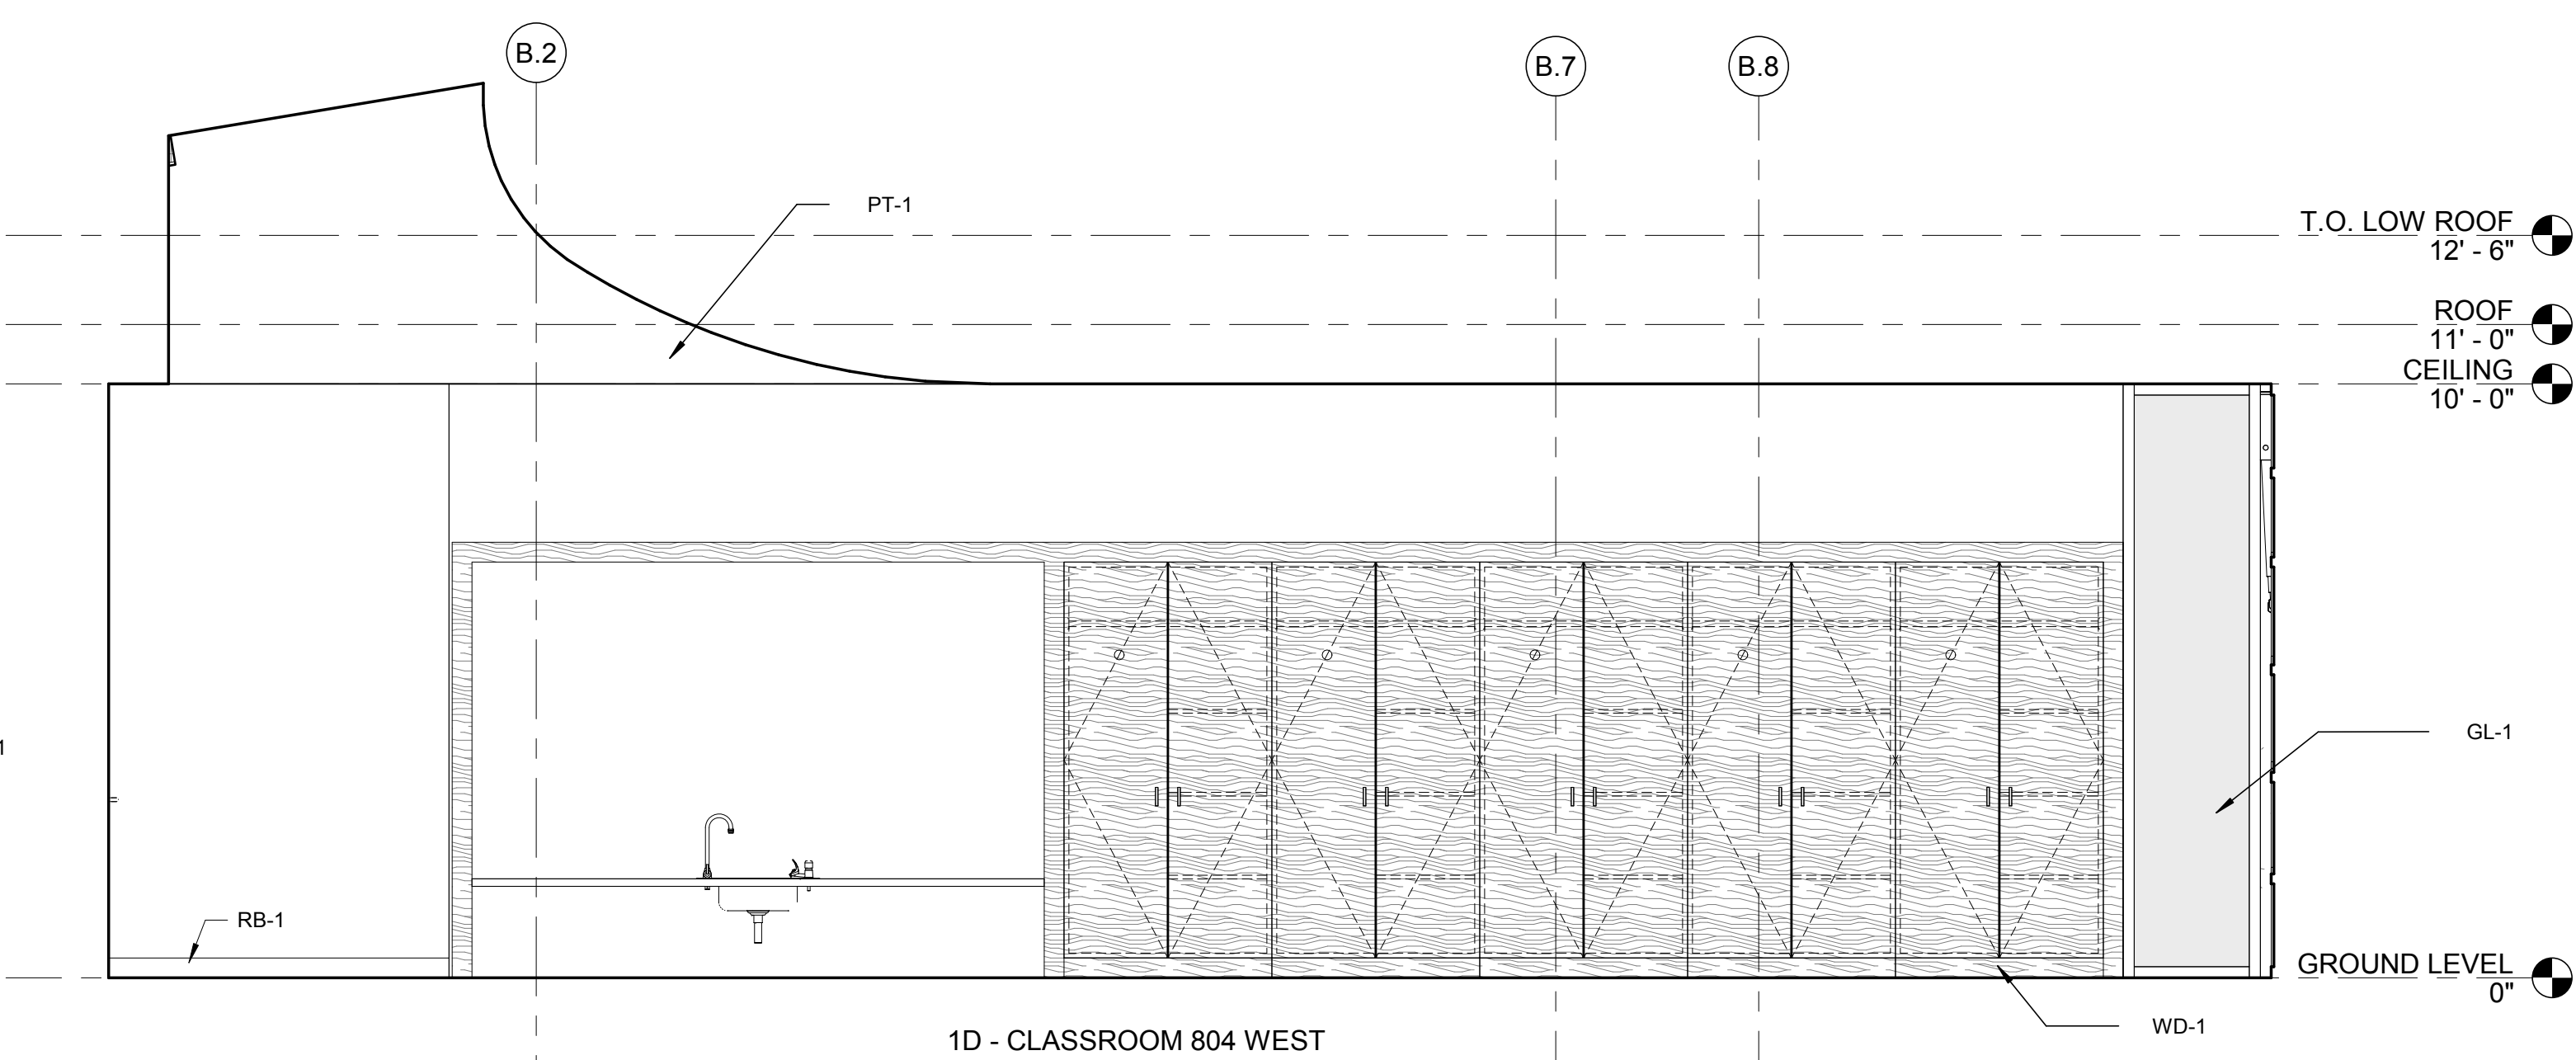 B.2
B.7
B.8
PT-1
T.O. LOW ROOF
12' - 6"
ROOF
11' - 0"
CEILING
10' - 0"
1
GL-1
RB-1
GROUND LEVEL
0"
WD-1
1D - CLASSROOM 804 WEST